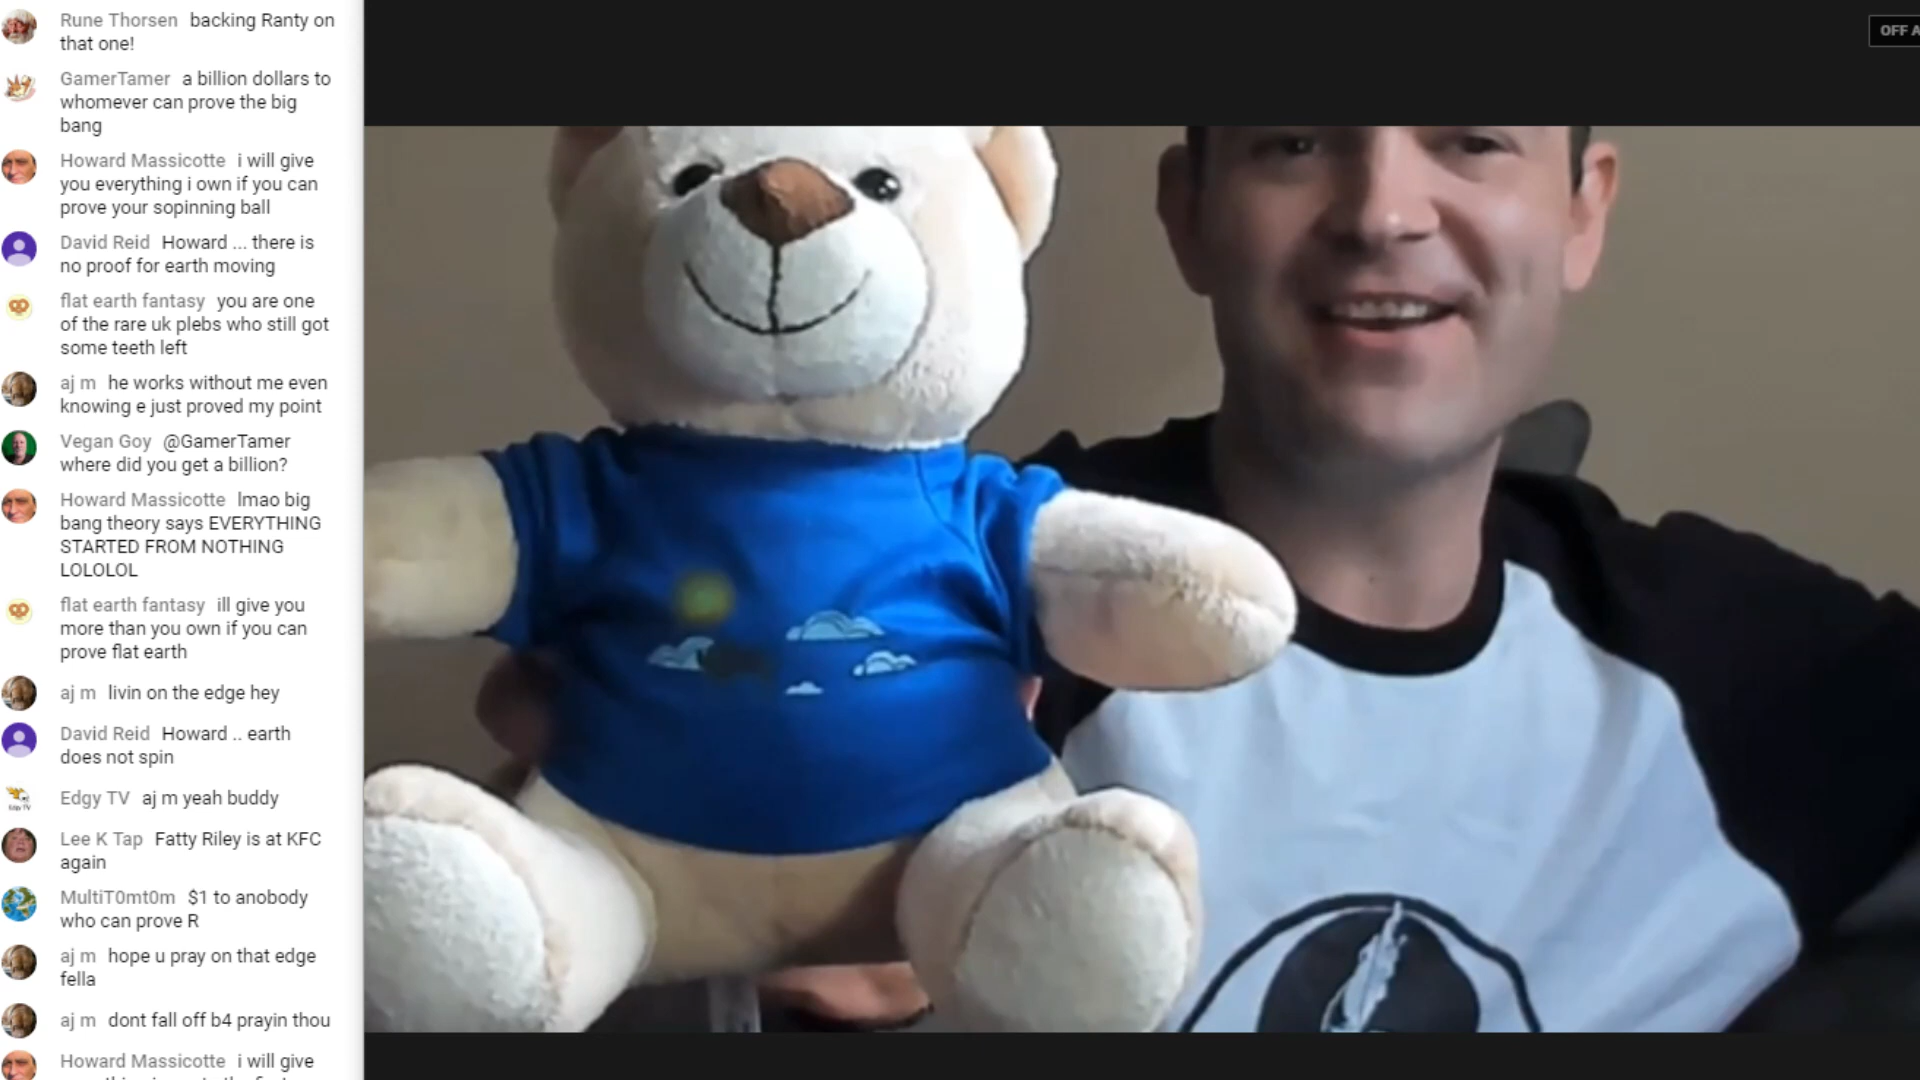 Rune Thorsen backing Ranty on
that one!
GamerTamer a billion dollars to
whomever can prove the big
bang
Howard Massicotte i will give
you everything i own if you can
prove your sopinning ball
David Reid Howard ... there is
no proof for earth moving
flat earth fantasy you are one
of the rare uk plebs who still got
some teeth left
aj m he works without me even
knowing e just proved my point
Vegan Goy @GamerTamer
where did you get a billion?
Howard Massicotte lmao big
bang theory says EVERYTHING
STARTED FROM NOTHING
LOLOLOL
flat earth fantasy ill give you
more than you own if you can
prove flat earth
aj m livin on the edge hey
David Reid Howard .. earth
does not spin
Edgy TV aj m yeah buddy
Lee K Tap Fatty Riley is at KFC
again
MultiT0mt0m $1 to anobody
who can prove R
aj m hope u pray on that edge
fella
aj m dont fall off b4 prayin thou
Howard Massicotte i will give
OFF A